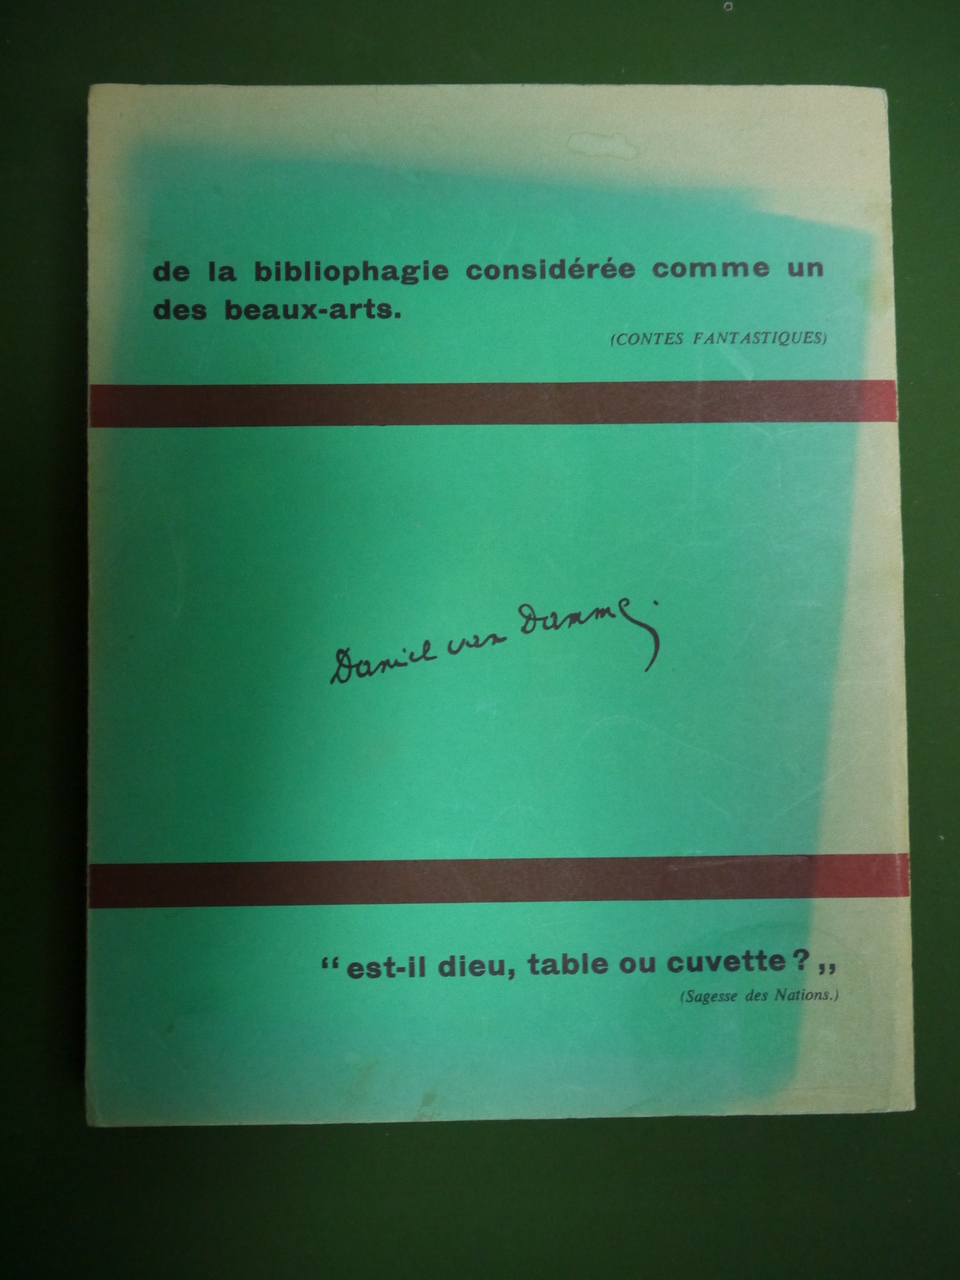 de la bibliophagie considérée comme un
des beaux-arts.
(CONTES FANTASTIQUES)
Daniel van Damme.
“ est-il dieu, table ou cuvette ? „
(Sagesse des Nations.)